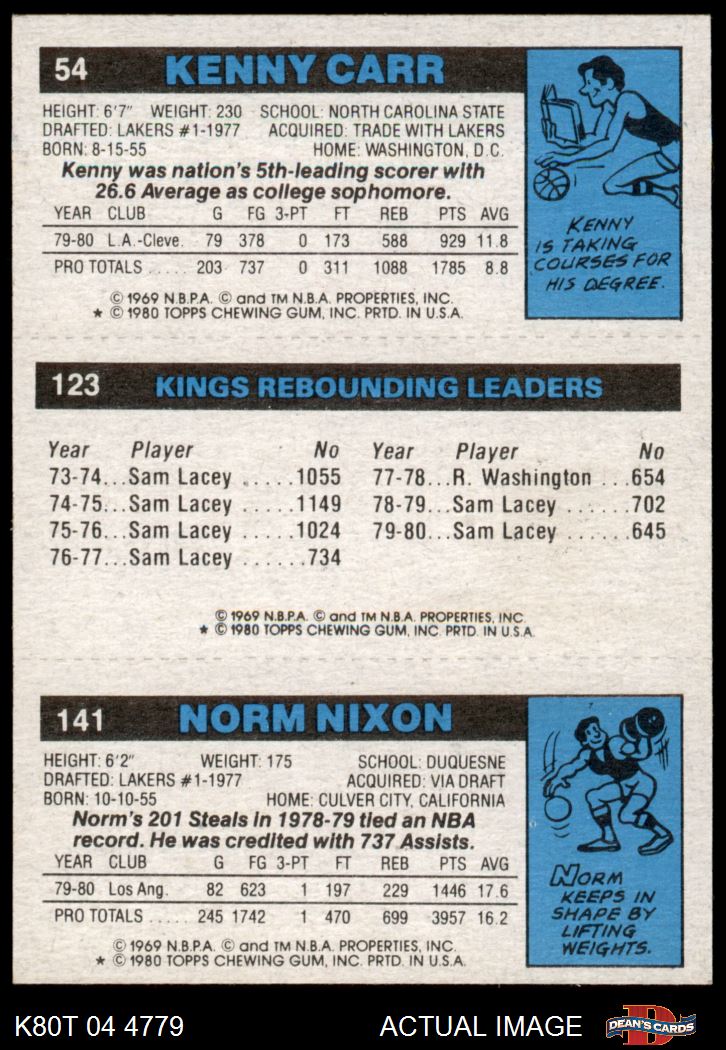 54 KENNY CARR
HEIGHT: 6'7" WEIGHT: 230 SCHOOL: NORTH CAROLINA STATE
DRAFTED: LAKERS #1-1977 ACQUIRED: TRADE WITH LAKERS
BORN: 8-15-55 HOME: WASHINGTON, D.C.
Kenny was nation's 5th-leading scorer with
26.6 Average as college sophomore.
YEAR CLUB G FG 3-PT FT REB PTS AVG
79-80 L.A.-Cleve. 79 378 0 173 588 929 11.8
PRO TOTALS ..... 203 737 0 311 1088 1785 8.8
© 1969 N.B.P.A. © and TM N.B.A. PROPERTIES, INC.
★ © 1980 TOPPS CHEWING GUM, INC. PRTD. IN U.S.A.
KENNY
IS TAKING
COURSES FOR
HIS DEGREE.
123 KINGS REBOUNDING LEADERS
Year Player No Year Player No
73-74...Sam Lacey ......1055 77-78...R. Washington ...654
74-75...Sam Lacey ......1149 78-79...Sam Lacey ......702
75-76...Sam Lacey ......1024 79-80...Sam Lacey ......645
76-77...Sam Lacey .......734
© 1969 N.B.P.A. © and TM N.B.A. PROPERTIES, INC.
★ © 1980 TOPPS CHEWING GUM, INC. PRTD. IN U.S.A.
141 NORM NIXON
HEIGHT: 6'2" WEIGHT: 175 SCHOOL: DUQUESNE
DRAFTED: LAKERS #1-1977 ACQUIRED: VIA DRAFT
BORN: 10-10-55 HOME: CULVER CITY, CALIFORNIA
Norm's 201 Steals in 1978-79 tied an NBA
record. He was credited with 737 Assists.
YEAR CLUB G FG 3-PT FT REB PTS AVG
79-80 Los Ang. 82 623 1 197 229 1446 17.6
PRO TOTALS ..... 245 1742 1 470 699 3957 16.2
© 1969 N.B.P.A. © and TM N.B.A. PROPERTIES, INC.
★ © 1980 TOPPS CHEWING GUM, INC. PRTD. IN U.S.A.
NORM
KEEPS IN
SHAPE BY
LIFTING
WEIGHTS.
K80T 04 4779 ACTUAL IMAGE D DEAN'S CARDS